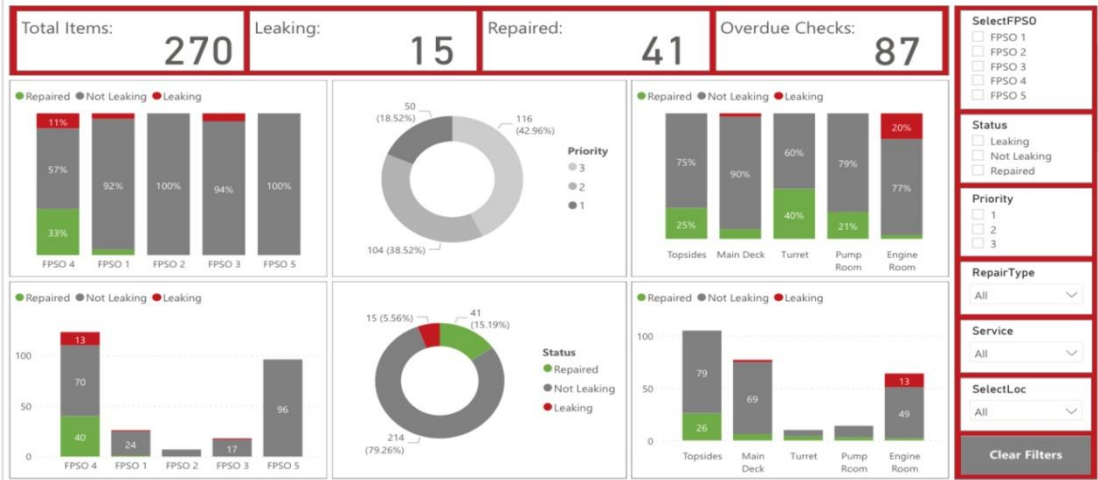 Total Items:
270
Leaking:
15
Repaired:
41
Overdue Checks:
87
Repaired Not Leaking Leaking
11%
57%
33%
92%
100%
94%
100%
FPSO 4 FPSO 1 FPSO 2 FPSO 3 FPSO 5
50
(18.52%)
116
(42.96%)
104 (38.52%)
Priority
3
2
1
Repaired Not Leaking Leaking
75%
25%
90%
60%
40%
79%
21%
20%
77%
Topsides Main Deck Turret Pump Room Engine Room
Repaired Not Leaking Leaking
100
50
0
13
70
40
24
17
96
FPSO 4 FPSO 1 FPSO 2 FPSO 3 FPSO 5
15 (5.56%)
41
(15.19%)
214
(79.26%)
Status
Repaired
Not Leaking
Leaking
Repaired Not Leaking Leaking
100
50
0
79
26
69
13
49
Topsides Main Deck Turret Pump Room Engine Room
SelectFPSO
FPSO 1
FPSO 2
FPSO 3
FPSO 4
FPSO 5
Status
Leaking
Not Leaking
Repaired
Priority
1
2
3
RepairType
All
Service
All
SelectLoc
All
Clear Filters